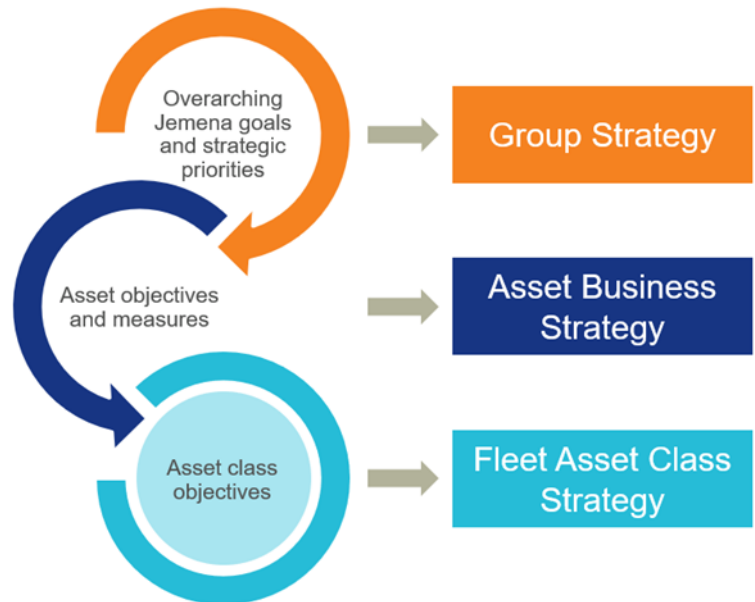 Overarching
Jemena goals
and strategic
priorities
Group Strategy
Asset objectives
and measures
Asset Business
Strategy
Asset class
objectives
Fleet Asset Class
Strategy